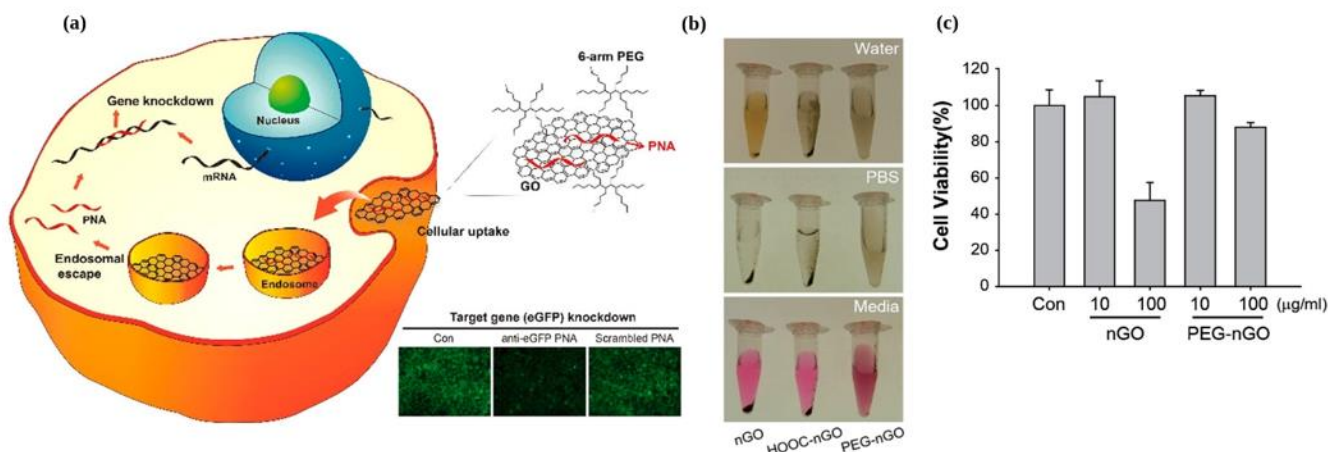 (a)
Gene knockdown
Nucleus
mRNA
PNA
Endosomal
escape
Endosome
Cellular uptake
6-arm PEG
PNA
GO
Target gene (eGFP) knockdown
Con
anti-eGFP PNA
Scrambled PNA
(b)
Water
PBS
Media
nGO
HOOC-nGO
PEG-nGO
(c)
Cell Viability(%)
120
100
80
60
40
20
0
Con
10
100
10
100
(µg/ml)
nGO
PEG-nGO